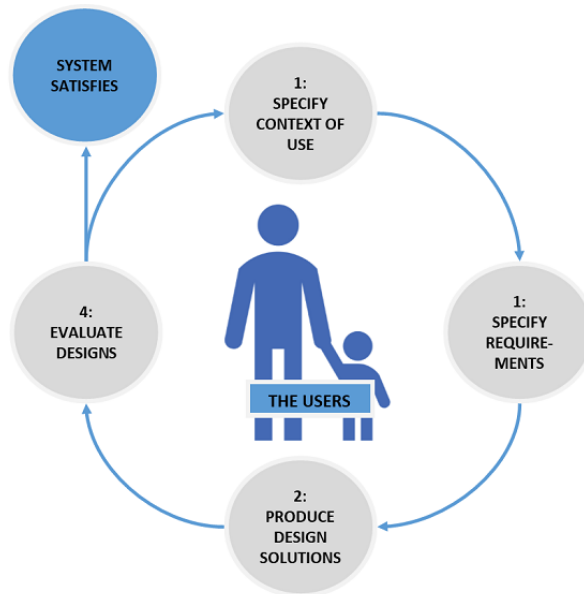 SYSTEM
SATISFIES
1:
SPECIFY
CONTEXT OF
USE
1:
SPECIFY
REQUIRE-
MENTS
2:
PRODUCE
DESIGN
SOLUTIONS
4:
EVALUATE
DESIGNS
THE USERS